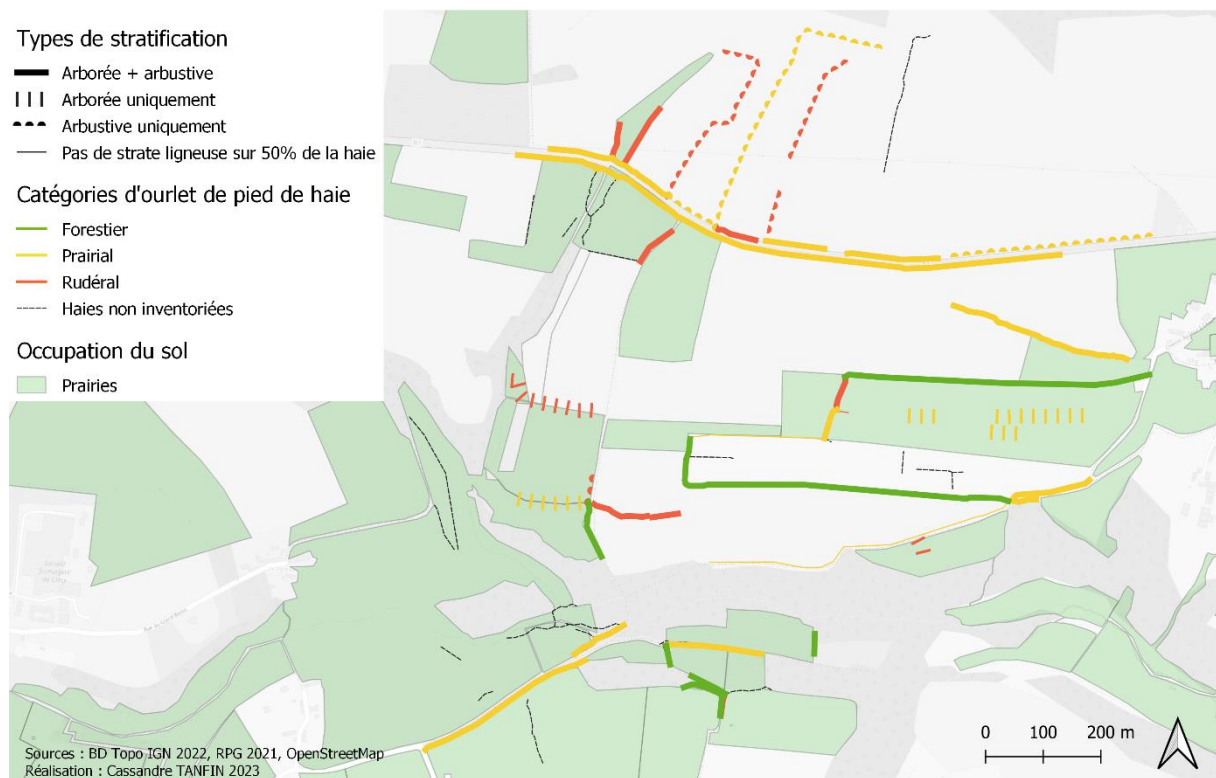 Types de stratification
Arborée + arbustive
Arborée uniquement
Arbustive uniquement
Pas de strate ligneuse sur 50% de la haie
Catégories d'ourlet de pied de haie
Forestier
Prairial
Rudéral
Haies non inventoriées
Occupation du sol
Prairies
0 100 200 m
Sources : BD Topo IGN 2022, RPG 2021, OpenStreetMap
Réalisation : Cassandre TANFIN 2023